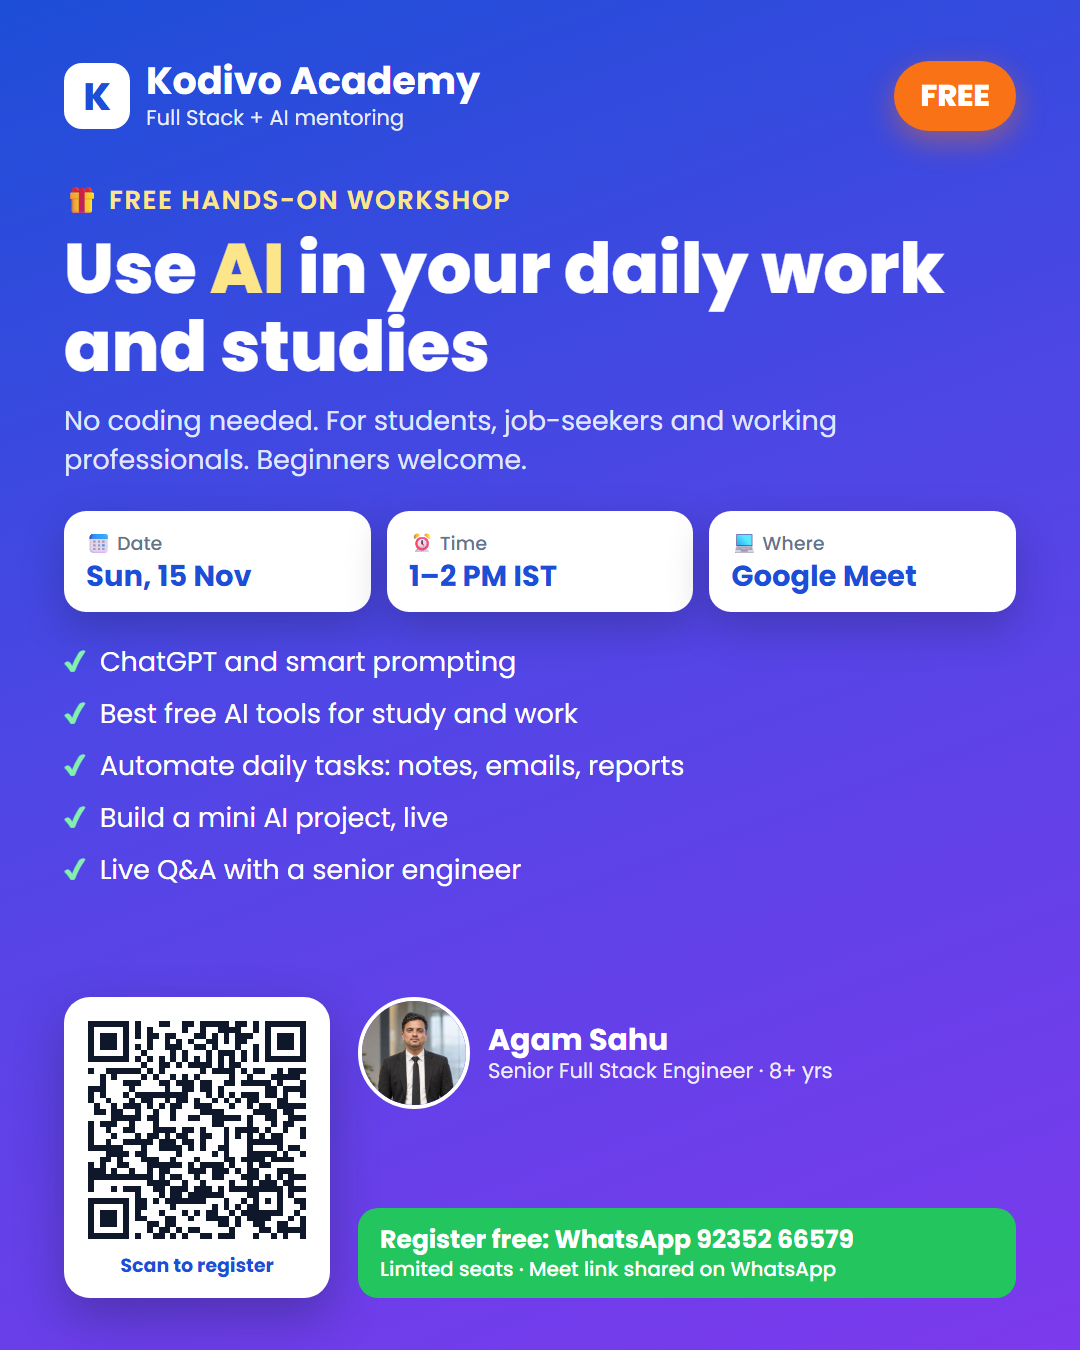 K
Kodivo Academy
Full Stack + AI mentoring
FREE
FREE HANDS-ON WORKSHOP
Use AI in your daily work
and studies
No coding needed. For students, job-seekers and working
professionals. Beginners welcome.
Date
Sun, 15 Nov
Time
1–2 PM IST
Where
Google Meet
✔ ChatGPT and smart prompting
✔ Best free AI tools for study and work
✔ Automate daily tasks: notes, emails, reports
✔ Build a mini AI project, live
✔ Live Q&A with a senior engineer
Scan to register
Agam Sahu
Senior Full Stack Engineer · 8+ yrs
Register free: WhatsApp 92352 66579
Limited seats · Meet link shared on WhatsApp